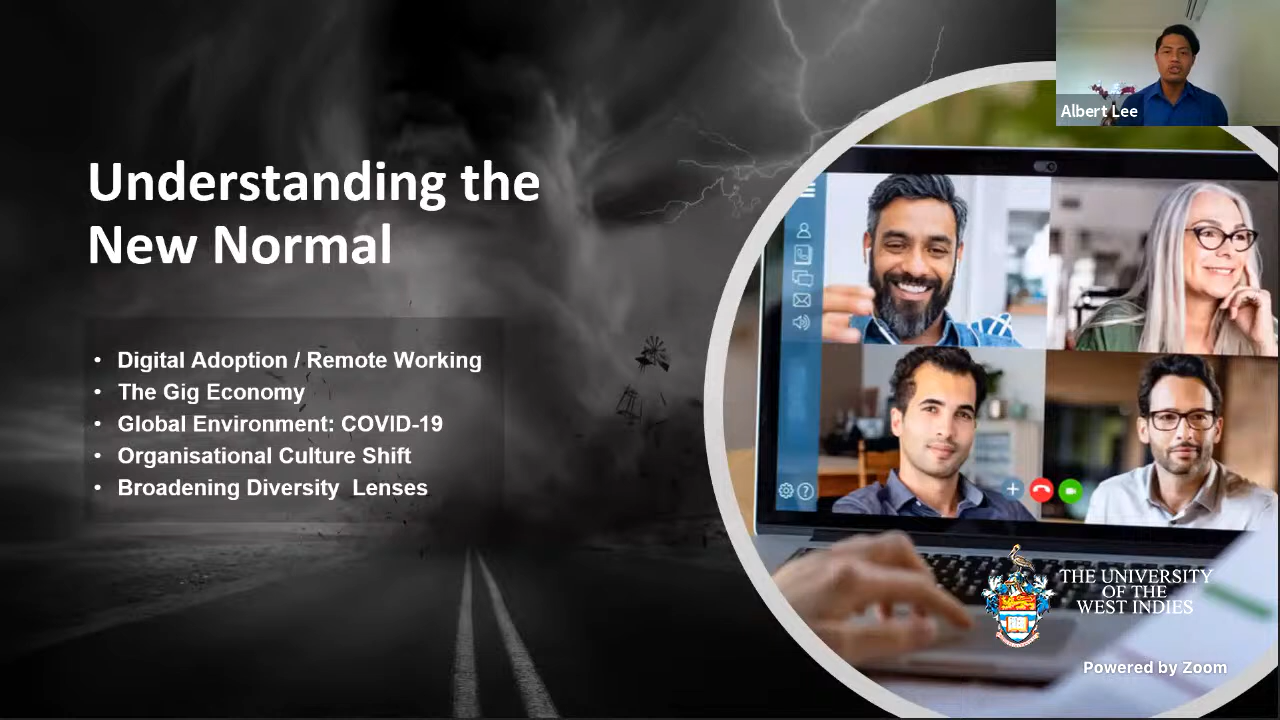 Albert Lee
Understanding the
New Normal
• Digital Adoption / Remote Working
• The Gig Economy
• Global Environment: COVID-19
• Organisational Culture Shift
• Broadening Diversity  Lenses
THE UNIVERSITY
OF THE
WEST INDIES
Powered by Zoom